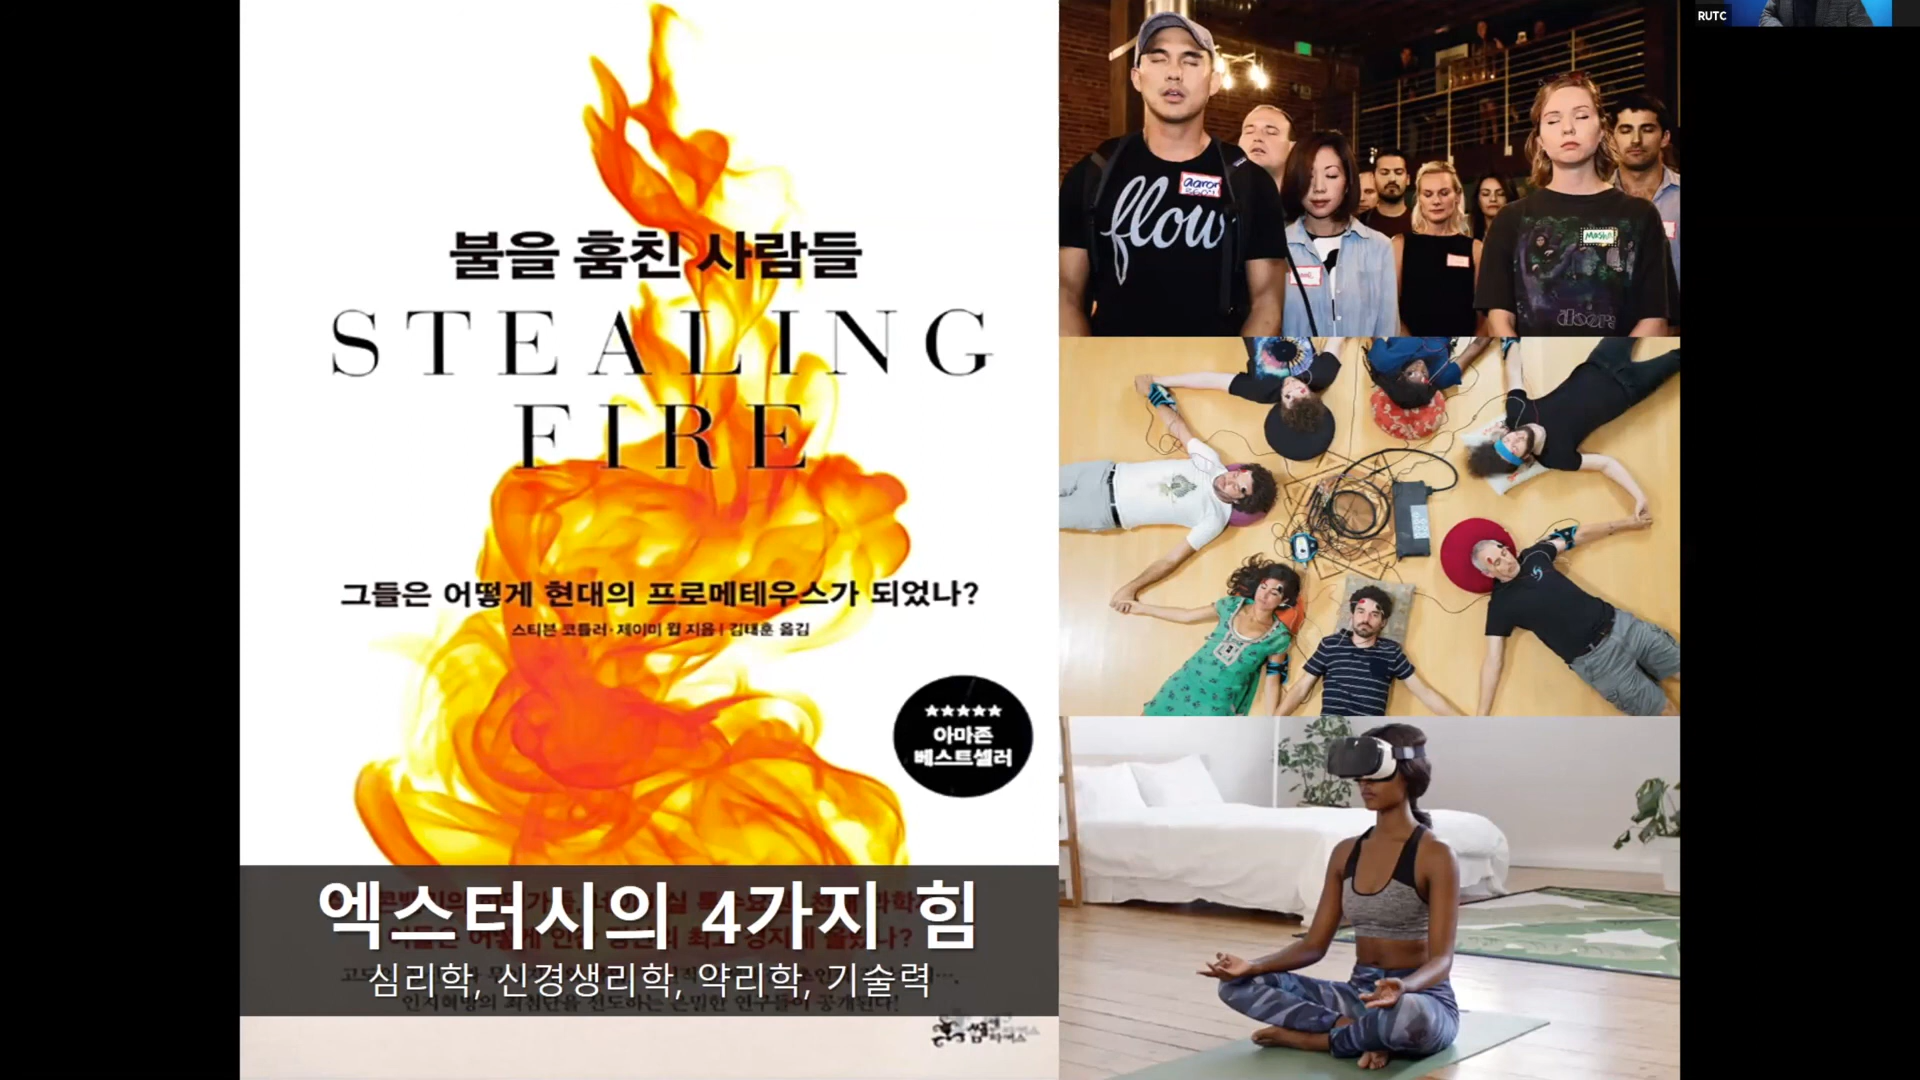 불을 훔친 사람들
STEALING
FIRE
그들은 어떻게 현대의 프로메테우스가 되었나?
스티븐 코틀러·제이미 윌 지음 | 김태훈 옮김
★★★★★
아마존
베스트셀러
엑스터시의 4가지 힘
심리학, 신경생리학, 약리학, 기술력
RUTC
aaron
flow
Masha
doors